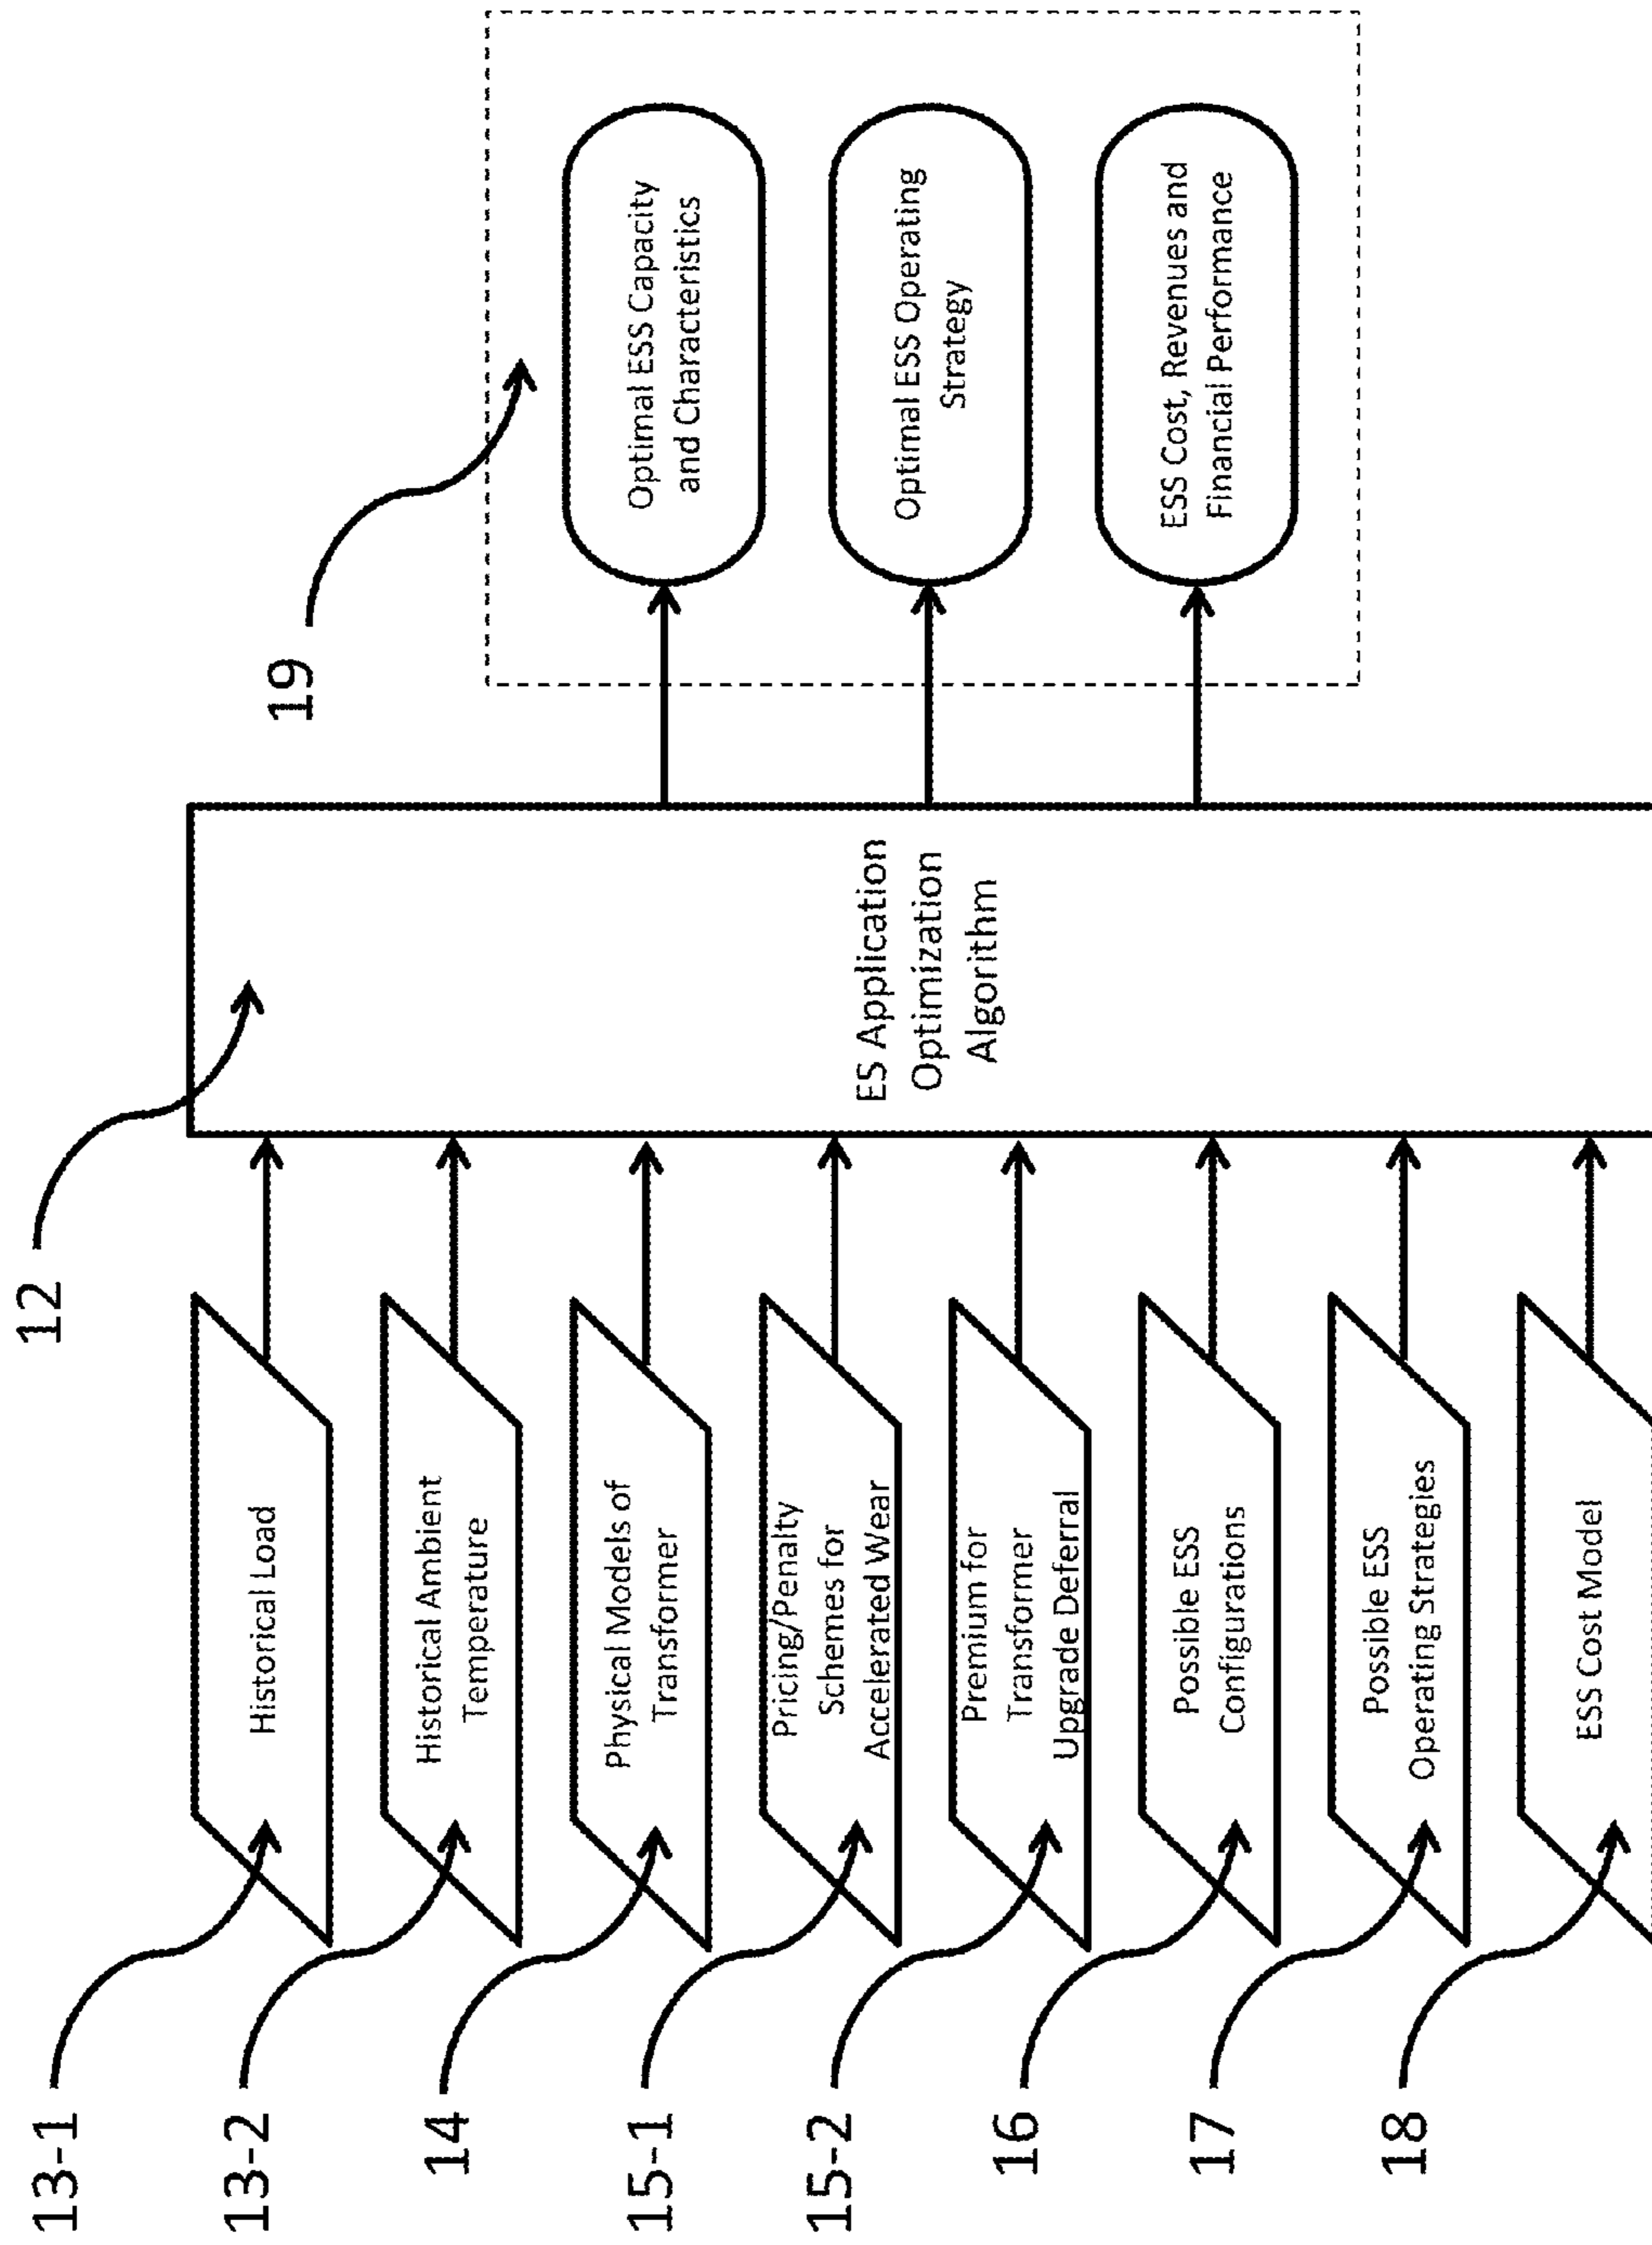 12
19
13-1
Historical Load
13-2
Historical Ambient
Temperature
14
Physical Models of
Transformer
15-1
Pricing/Penalty
Schemes for
Accelerated Wear
15-2
Premium for
Transformer
Upgrade Deferral
16
Possible ESS
Configurations
17
Possible ESS
Operating Strategies
18
ESS Cost Model
ES Application
Optimization
Algorithm
Optimal ESS Capacity
and Characteristics
Optimal ESS Operating
Strategy
ESS Cost, Revenues and
Financial Performance